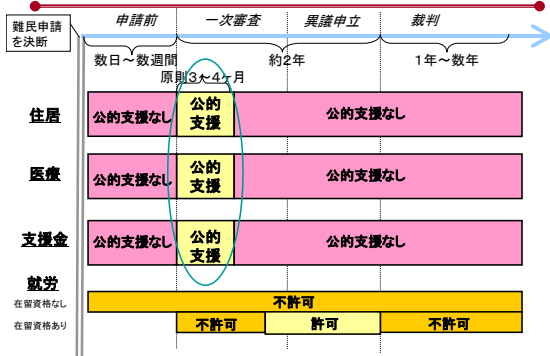 難民申請
を決断
申請前
一次審査
異議申立
裁判
数日～数週間
約2年
1年～数年
原則3～4ヶ月
住居
公的支援なし
公的
支援
公的支援なし
医療
公的支援なし
公的
支援
公的支援なし
支援金
公的支援なし
公的
支援
公的支援なし
就労
在留資格なし
不許可
在留資格あり
不許可
許可
不許可